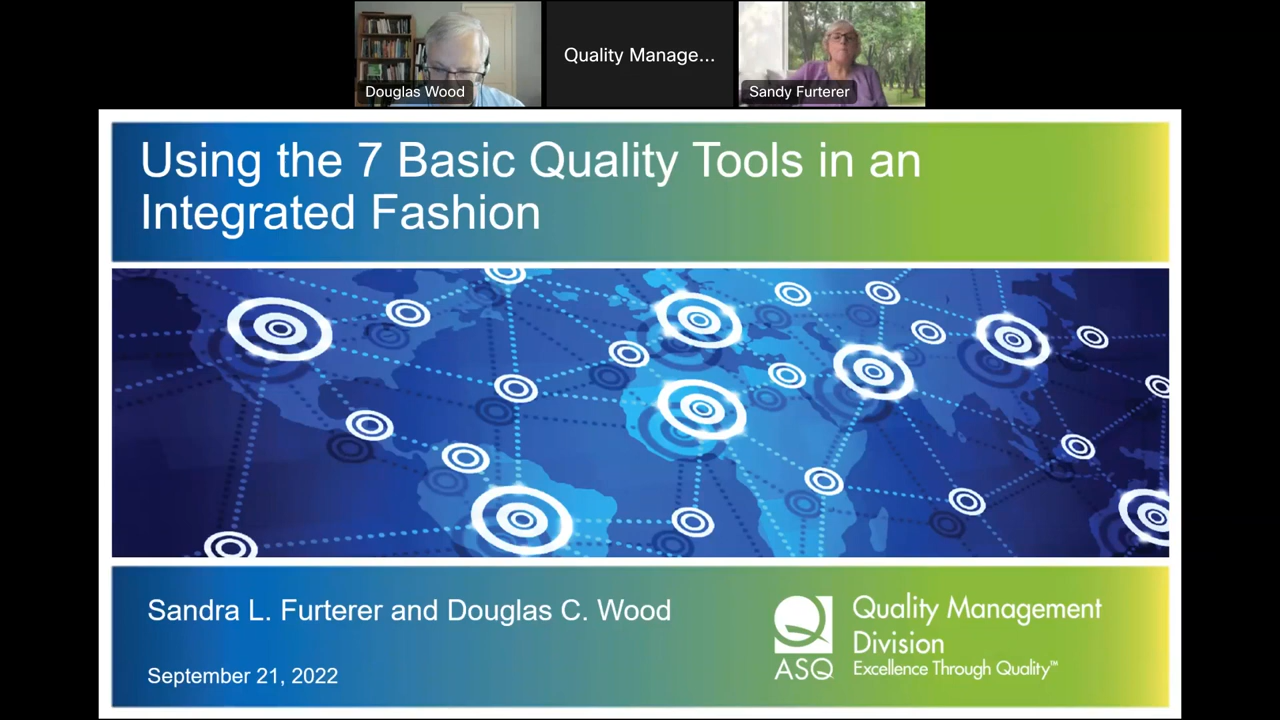 Quality Manage...
Douglas Wood
Sandy Furterer
Using the 7 Basic Quality Tools in an
Integrated Fashion
Sandra L. Furterer and Douglas C. Wood
September 21, 2022
ASQ
Quality Management
Division
Excellence Through Quality™